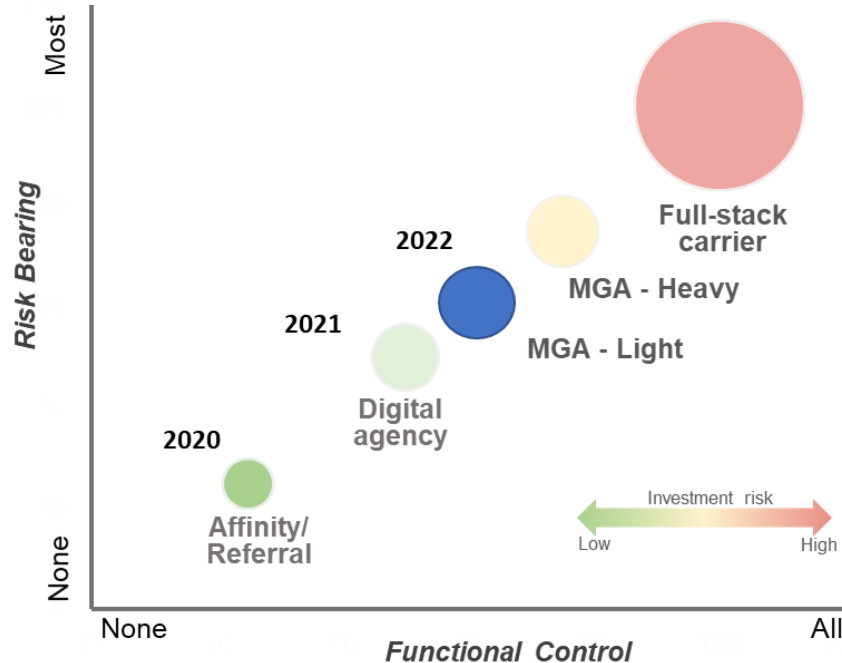 Most
Risk Bearing
None
Full-stack
carrier
2022
MGA - Heavy
2021
MGA - Light
Digital
agency
2020
Affinity/
Referral
Investment risk
Low
High
None
All
Functional Control